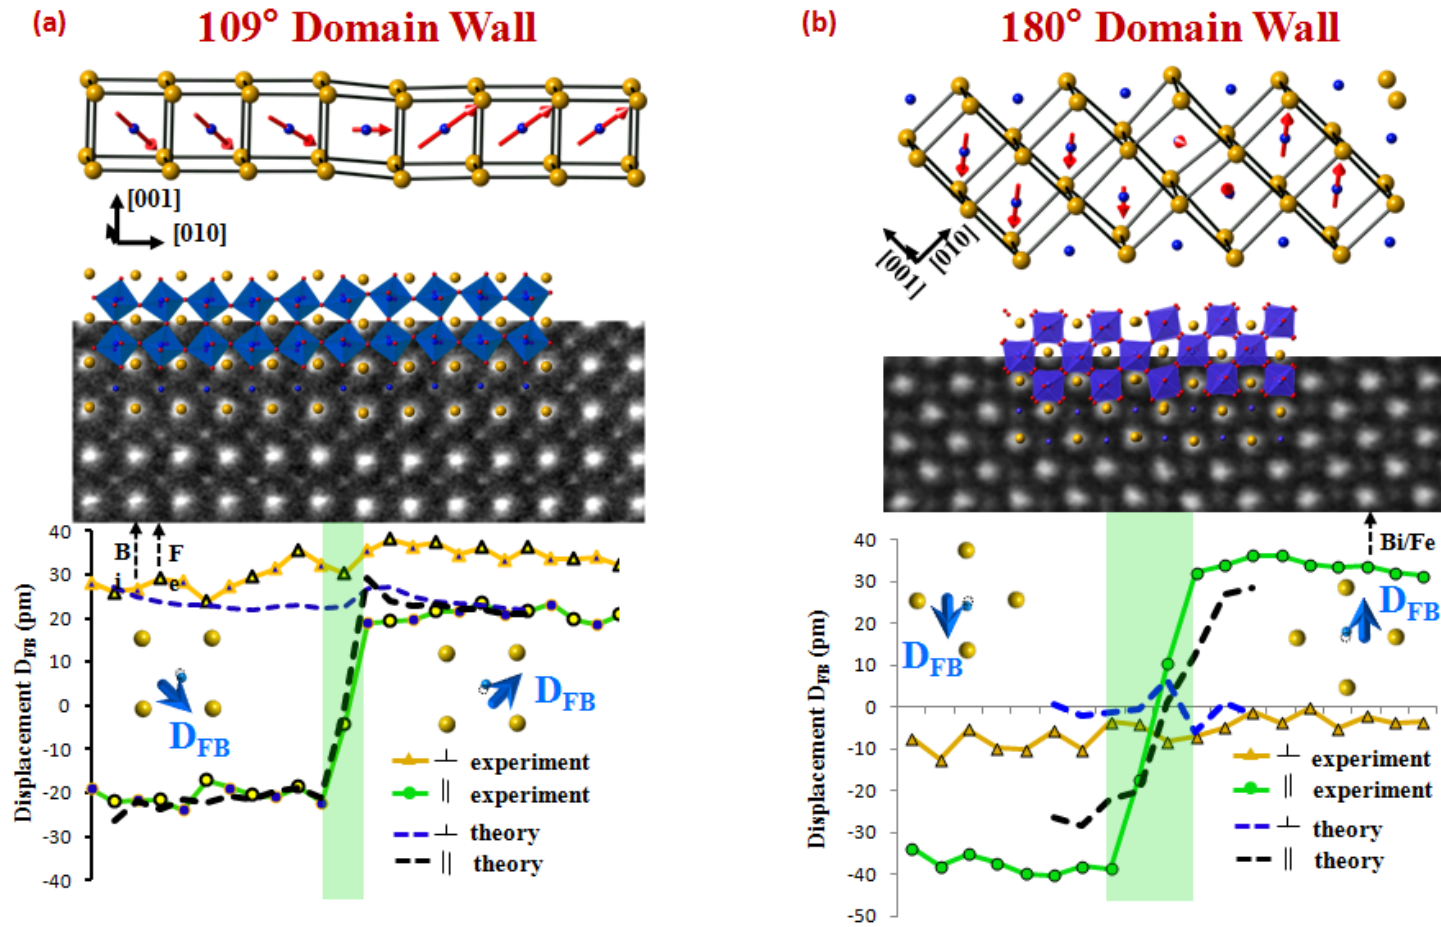 (a) 109° Domain Wall
[001]
[010]
B
i
F
e
40
30
20
10
0
-10
-20
-30
-40
Displacement D_FB (pm)
D_FB
D_FB
⊥ experiment
|| experiment
⊥ theory
|| theory
(b) 180° Domain Wall
[001]
[010]
Bi/Fe
40
30
20
10
0
-10
-20
-30
-40
-50
Displacement D_FB (pm)
D_FB
D_FB
⊥ experiment
|| experiment
⊥ theory
|| theory